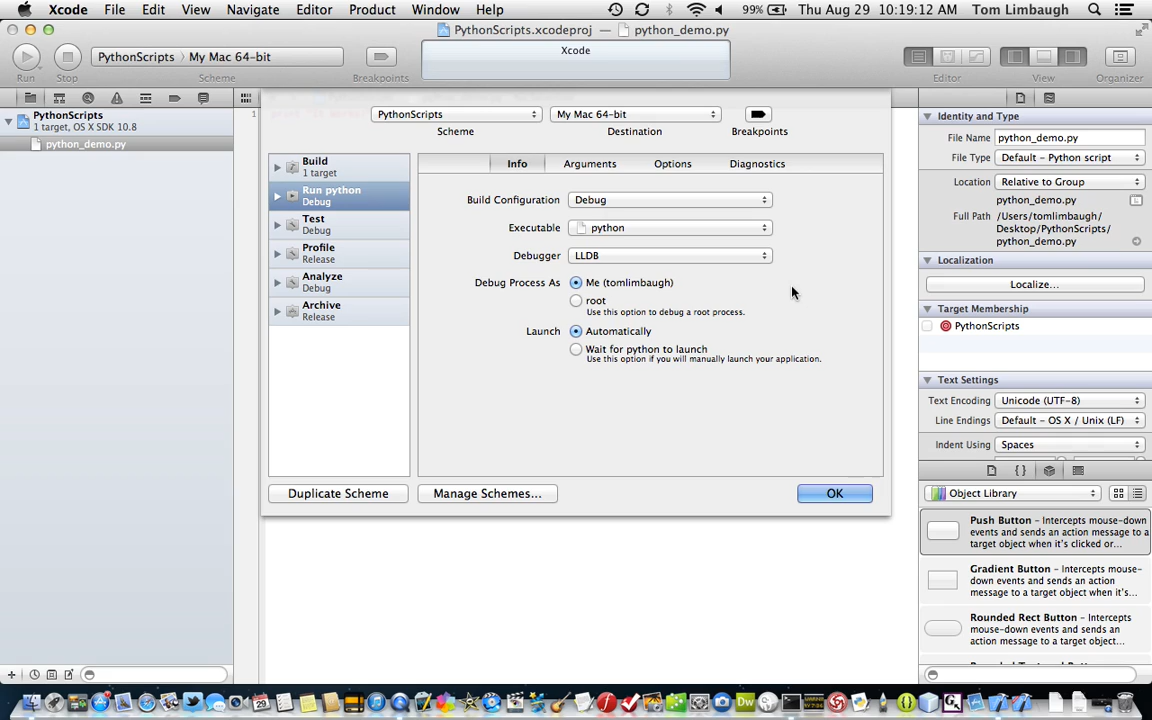 Xcode File Edit View Navigate Editor Product Window Help 99% Thu Aug 29 10:19:12 AM Tom Limbaugh
PythonScripts.xcodeproj — python_demo.py
PythonScripts My Mac 64-bit
Xcode
Run Stop Scheme Breakpoints Editor View Organizer
PythonScripts
1 target, OS X SDK 10.8
python_demo.py
1
PythonScripts My Mac 64-bit
Scheme Destination Breakpoints
Build
1 target
Run python
Debug
Test
Debug
Profile
Release
Analyze
Debug
Archive
Release
Info Arguments Options Diagnostics
Build Configuration Debug
Executable python
Debugger LLDB
Debug Process As Me (tomlimbaugh)
root
Use this option to debug a root process.
Launch Automatically
Wait for python to launch
Use this option if you will manually launch your application.
Duplicate Scheme Manage Schemes... OK
Identity and Type
File Name python_demo.py
File Type Default - Python script
Location Relative to Group
python_demo.py
Full Path /Users/tomlimbaugh/
Desktop/PythonScripts/
python_demo.py
Localization
Localize...
Target Membership
PythonScripts
Text Settings
Text Encoding Unicode (UTF-8)
Line Endings Default - OS X / Unix (LF)
Indent Using Spaces
Object Library
Push Button - Intercepts mouse-down
events and sends an action message to a
target object when it's clicked or...
Gradient Button - Intercepts mouse-
down events and sends an action
message to a target object when it's...
Rounded Rect Button - Intercepts
mouse-down events and sends an
action message to a target object...